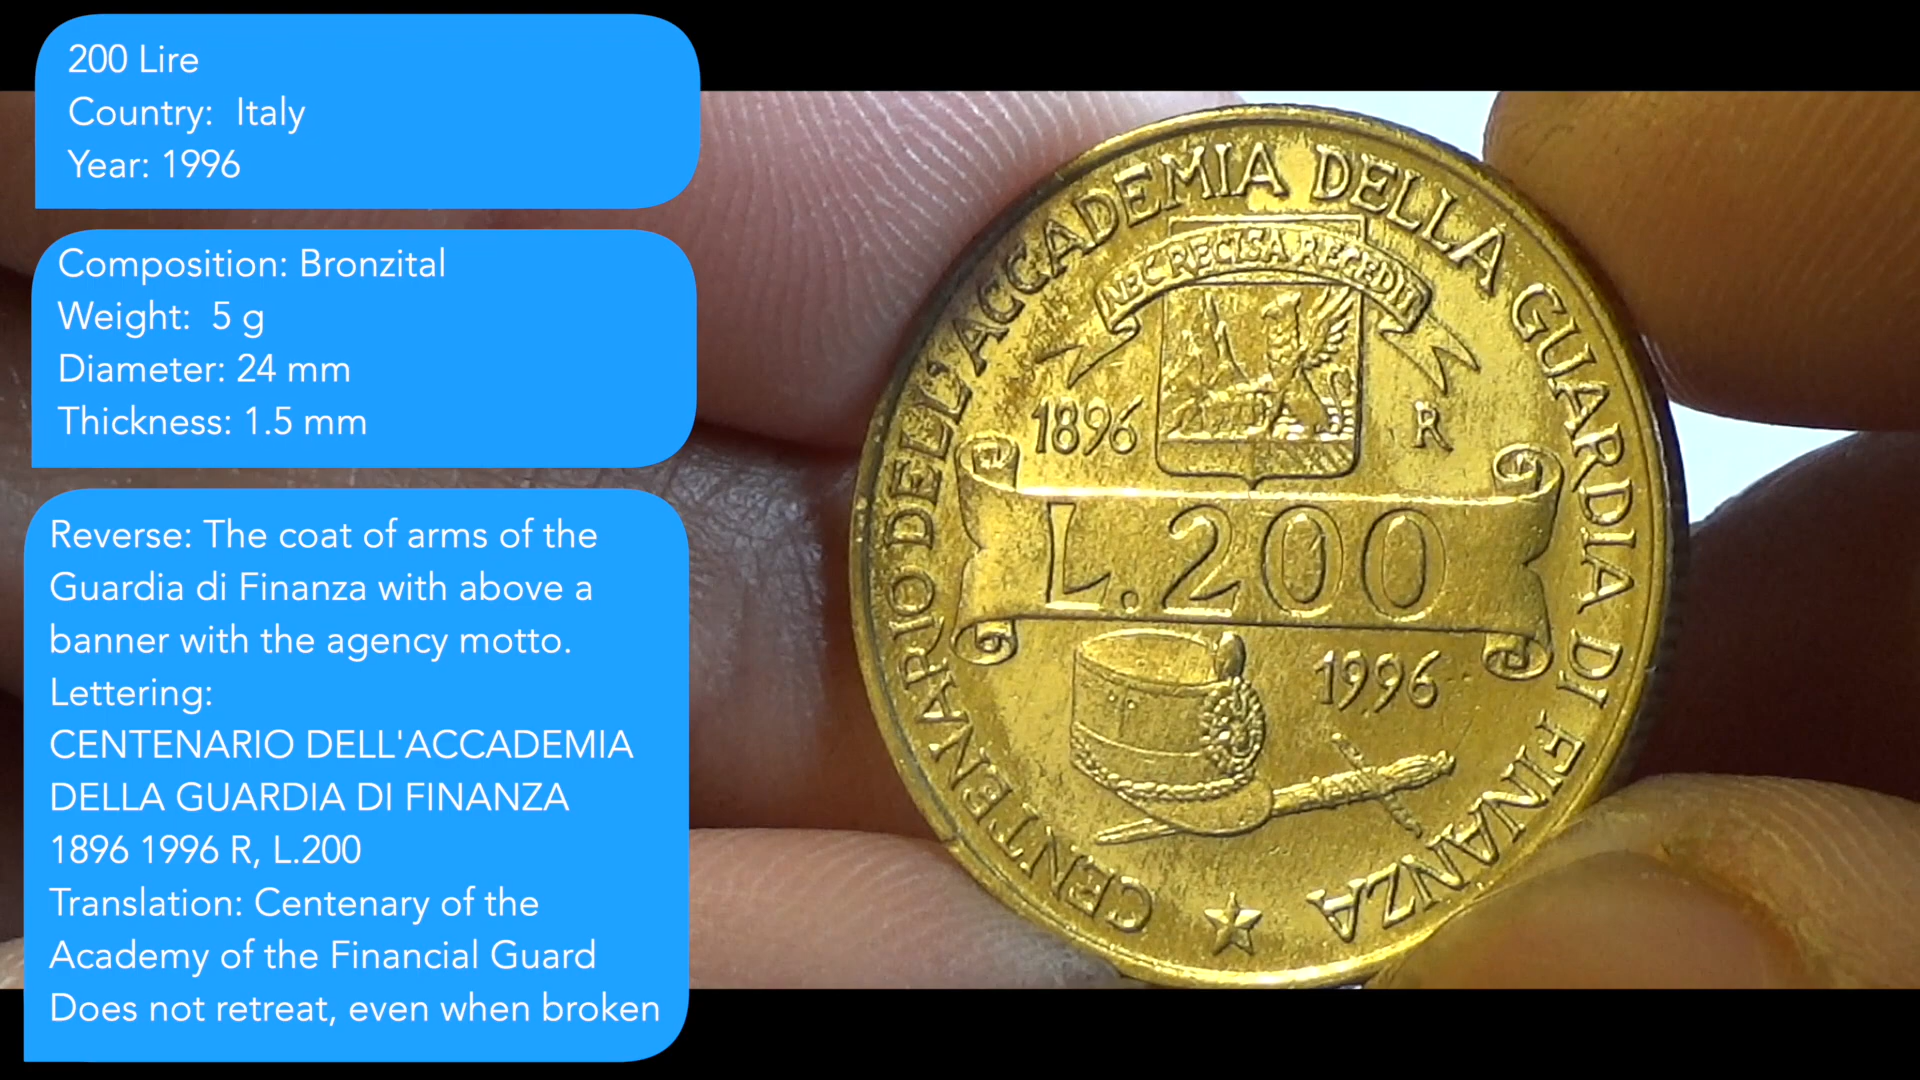 200 Lire
Country: Italy
Year: 1996
Composition: Bronzital
Weight: 5 g
Diameter: 24 mm
Thickness: 1.5 mm
Reverse: The coat of arms of the
Guardia di Finanza with above a
banner with the agency motto.
Lettering:
CENTENARIO DELL'ACCADEMIA
DELLA GUARDIA DI FINANZA
1896 1996 R, L.200
Translation: Centenary of the
Academy of the Financial Guard
Does not retreat, even when broken
CENTENARIO DELL'ACCADEMIA DELLA GUARDIA DI FINANZA
NEC RECISA RECEDIT
1896 R
L.200
1996